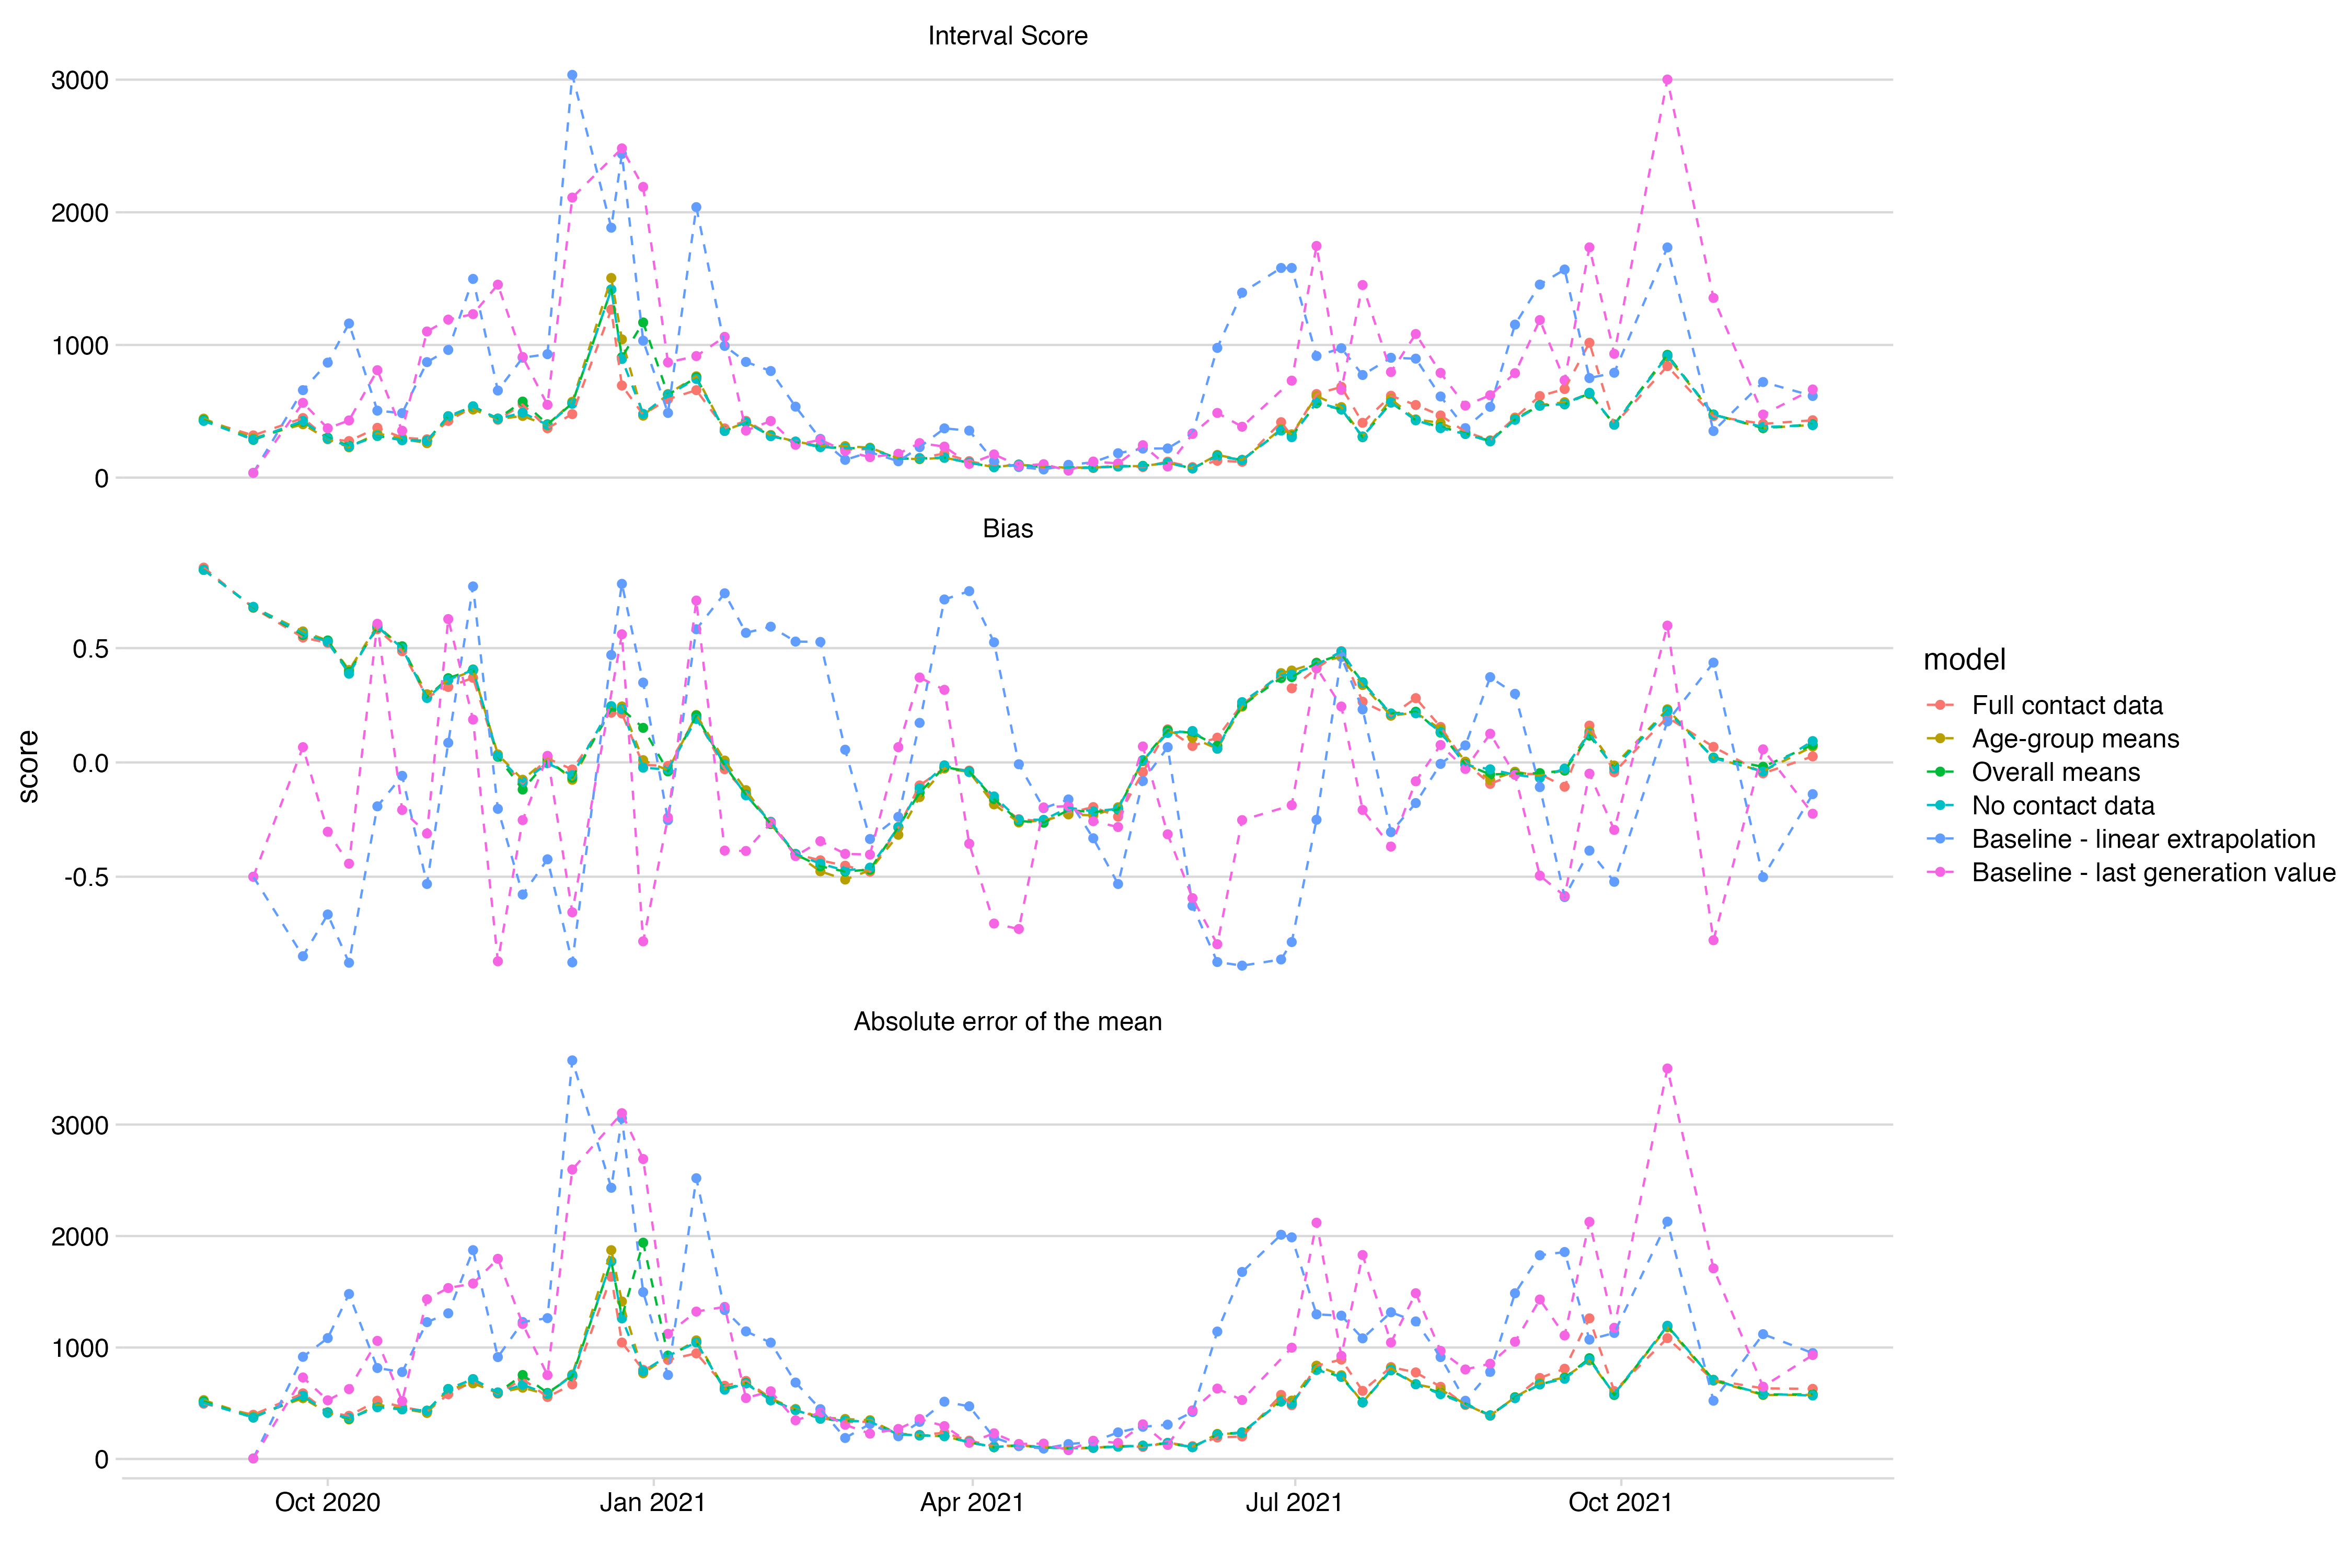 Interval Score
3000
2000
1000
0
Bias
0.5
0.0
-0.5
score
Absolute error of the mean
3000
2000
1000
0
Oct 2020
Jan 2021
Apr 2021
Jul 2021
Oct 2021
model
Full contact data
Age-group means
Overall means
No contact data
Baseline - linear extrapolation
Baseline - last generation value